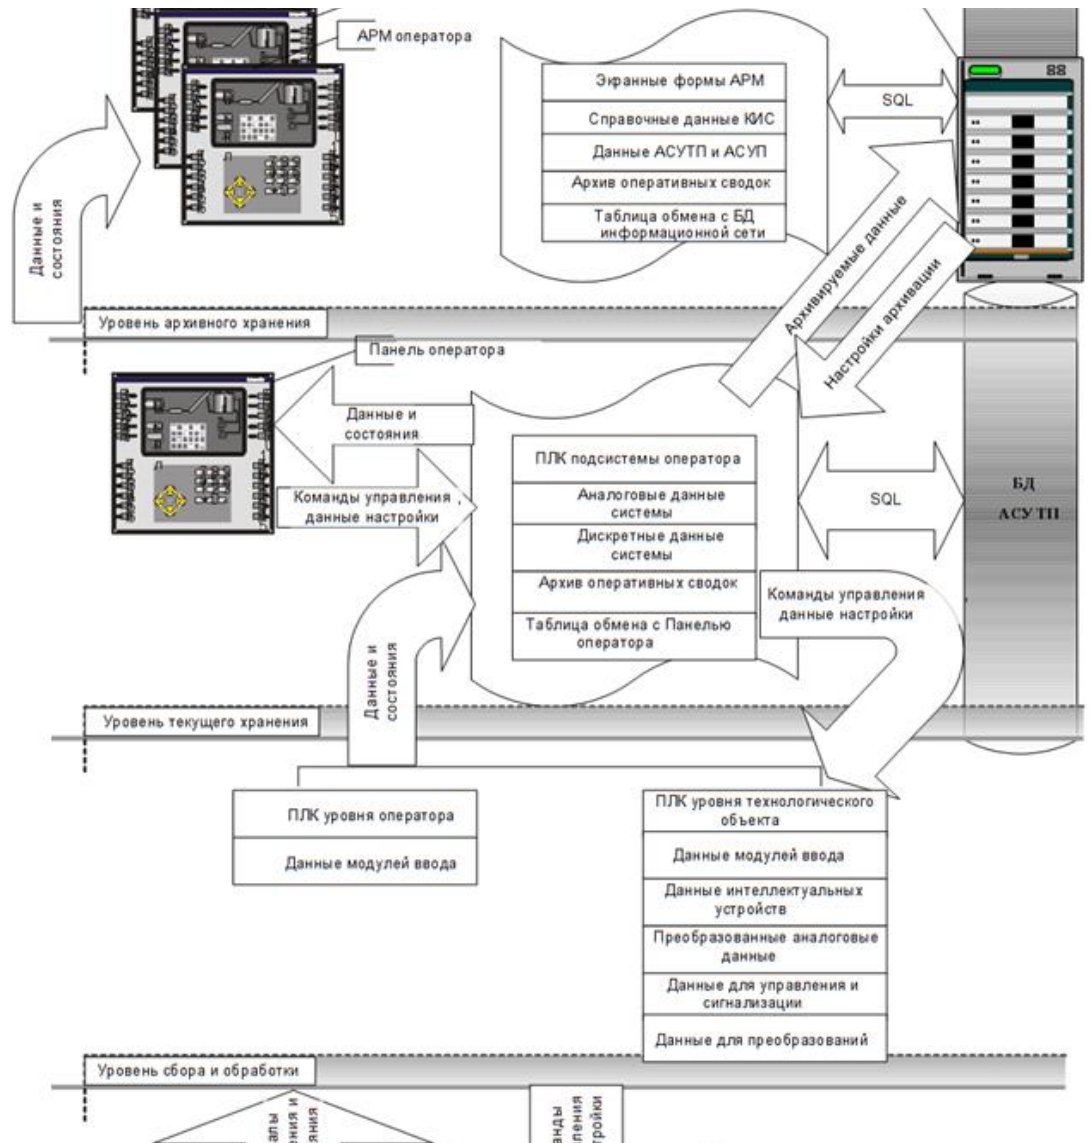 АРМ оператора
Экранные формы АРМ
SQL
Справочные данные КИС
Данные АСУТП и АСУП
Архив оперативных сводок
Таблица обмена с БД
информационной сети
Данные и
состояния
Архивируемые данные
Настройки архивации
Уровень архивного хранения
Панель оператора
Данные и
состояния
ПЛК подсистемы оператора
Команды управления ,
данные настройки
Аналоговые данные
системы
SQL
БД
АСУ ТП
Дискретные данные
системы
Архив оперативных сводок
Команды управления
данные настройки
Таблица обмена с Панелью
оператора
Данные и
состояния
Уровень текущего хранения
ПЛК уровня оператора
Данные модулей ввода
ПЛК уровня технологического
объекта
Данные модулей ввода
Данные интеллектуальных
устройств
Преобразованные аналоговые
данные
Данные для управления и
сигнализации
Данные для преобразований
Уровень сбора и обработки